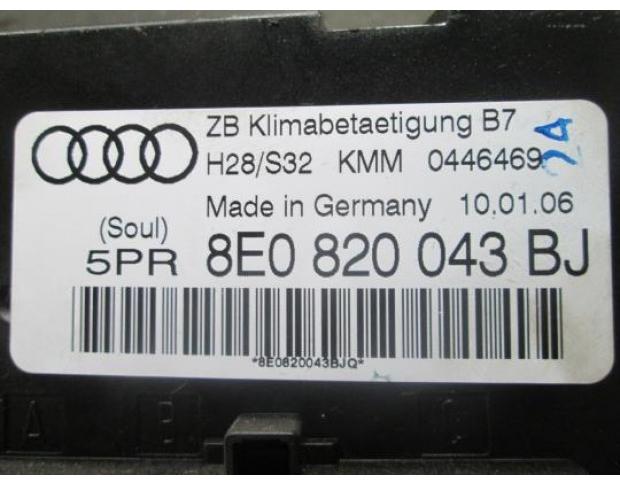 ZB Klimabetaetigung B7
H28/S32 KMM 0446469
24
Made in Germany 10.01.06
(Soul)
5PR 8E0 820 043 BJ
*8E0820043BJQ*
A B C